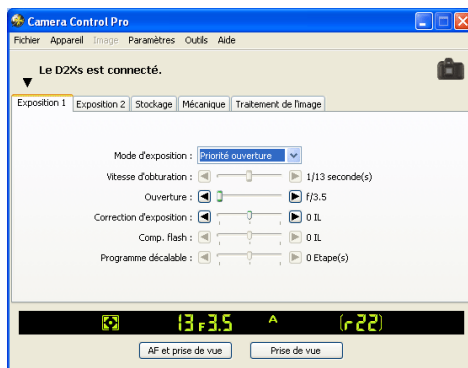 Camera Control Pro
Fichier Appareil Image Paramètres Outils Aide
Le D2Xs est connecté.
Exposition 1 Exposition 2 Stockage Mécanique Traitement de l'image
Mode d'exposition : Priorité ouverture
Vitesse d'obturation : 1/13 seconde(s)
Ouverture : f/3.5
Correction d'exposition : 0 IL
Comp. flash : 0 IL
Programme décalable : 0 Etape(s)
13 F3.5 A (r22)
AF et prise de vue Prise de vue